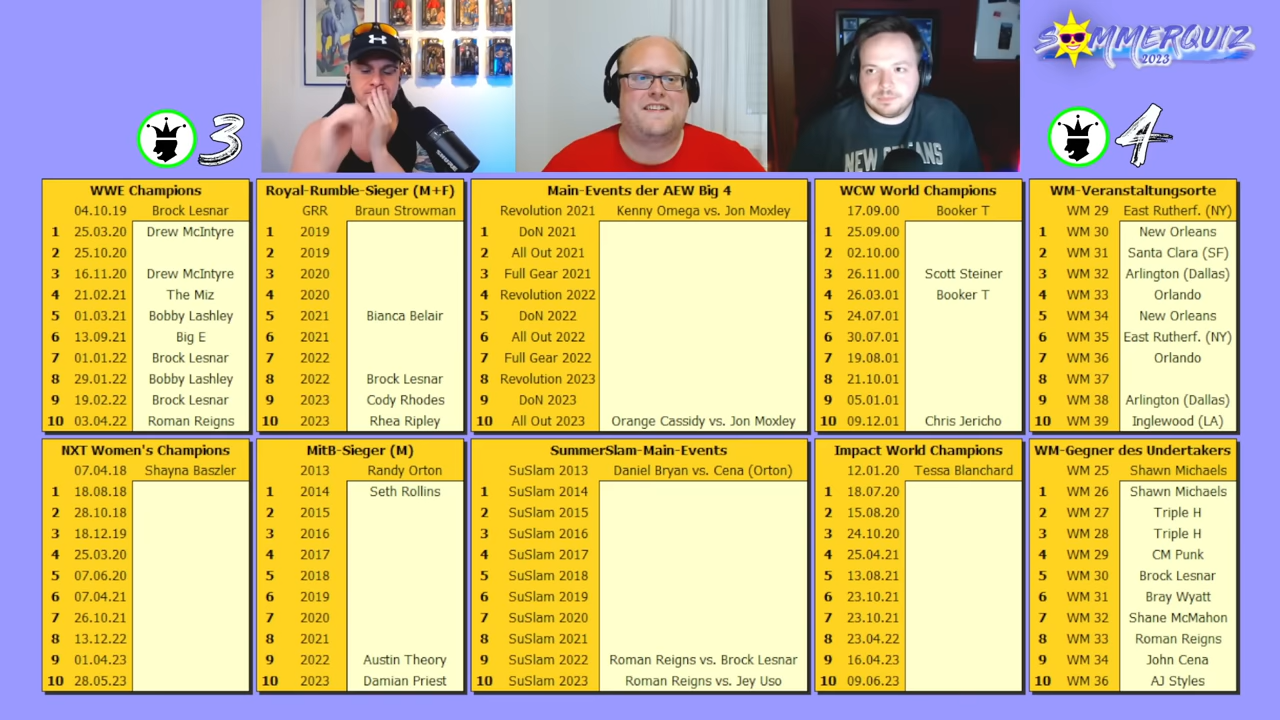 SOMMERQUIZ
2023
3
4
NEW ORLEANS
WWE Champions
04.10.19 Brock Lesnar
1 25.03.20 Drew McIntyre
2 25.10.20
3 16.11.20 Drew McIntyre
4 21.02.21 The Miz
5 01.03.21 Bobby Lashley
6 13.09.21 Big E
7 01.01.22 Brock Lesnar
8 29.01.22 Bobby Lashley
9 19.02.22 Brock Lesnar
10 03.04.22 Roman Reigns
Royal-Rumble-Sieger (M+F)
GRR Braun Strowman
1 2019
2 2019
3 2020
4 2020
5 2021 Bianca Belair
6 2021
7 2022
8 2022 Brock Lesnar
9 2023 Cody Rhodes
10 2023 Rhea Ripley
Main-Events der AEW Big 4
Revolution 2021 Kenny Omega vs. Jon Moxley
1 DoN 2021
2 All Out 2021
3 Full Gear 2021
4 Revolution 2022
5 DoN 2022
6 All Out 2022
7 Full Gear 2022
8 Revolution 2023
9 DoN 2023
10 All Out 2023 Orange Cassidy vs. Jon Moxley
WCW World Champions
17.09.00 Booker T
1 25.09.00
2 02.10.00
3 26.11.00 Scott Steiner
4 26.03.01 Booker T
5 24.07.01
6 30.07.01
7 19.08.01
8 21.10.01
9 05.01.01
10 09.12.01 Chris Jericho
WM-Veranstaltungsorte
WM 29 East Rutherf. (NY)
1 WM 30 New Orleans
2 WM 31 Santa Clara (SF)
3 WM 32 Arlington (Dallas)
4 WM 33 Orlando
5 WM 34 New Orleans
6 WM 35 East Rutherf. (NY)
7 WM 36 Orlando
8 WM 37
9 WM 38 Arlington (Dallas)
10 WM 39 Inglewood (LA)
NXT Women's Champions
07.04.18 Shayna Baszler
1 18.08.18
2 28.10.18
3 18.12.19
4 25.03.20
5 07.06.20
6 07.04.21
7 26.10.21
8 13.12.22
9 01.04.23
10 28.05.23
MitB-Sieger (M)
2013 Randy Orton
1 2014 Seth Rollins
2 2015
3 2016
4 2017
5 2018
6 2019
7 2020
8 2021
9 2022 Austin Theory
10 2023 Damian Priest
SummerSlam-Main-Events
SuSlam 2013 Daniel Bryan vs. Cena (Orton)
1 SuSlam 2014
2 SuSlam 2015
3 SuSlam 2016
4 SuSlam 2017
5 SuSlam 2018
6 SuSlam 2019
7 SuSlam 2020
8 SuSlam 2021
9 SuSlam 2022 Roman Reigns vs. Brock Lesnar
10 SuSlam 2023 Roman Reigns vs. Jey Uso
Impact World Champions
12.01.20 Tessa Blanchard
1 18.07.20
2 15.08.20
3 24.10.20
4 25.04.21
5 13.08.21
6 23.10.21
7 23.10.21
8 23.04.22
9 16.04.23
10 09.06.23
WM-Gegner des Undertakers
WM 25 Shawn Michaels
1 WM 26 Shawn Michaels
2 WM 27 Triple H
3 WM 28 Triple H
4 WM 29 CM Punk
5 WM 30 Brock Lesnar
6 WM 31 Bray Wyatt
7 WM 32 Shane McMahon
8 WM 33 Roman Reigns
9 WM 34 John Cena
10 WM 36 AJ Styles